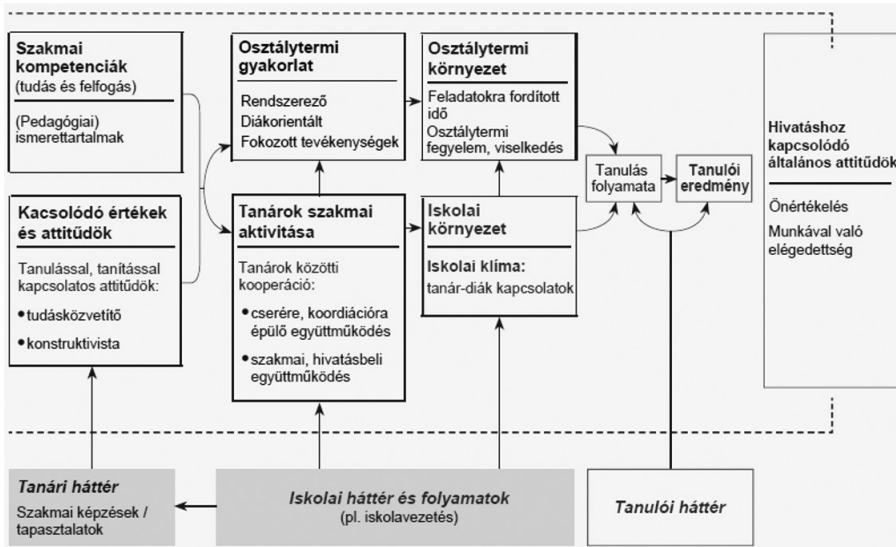 Szakmai
kompetenciák
(tudás és felfogás)
(Pedagógiai)
ismerettartalmak
Kacsolódó értékek
és attitűdök
Tanulással, tanítással
kapcsolatos attitűdök:
• tudásközvetítő
• konstruktivista
Osztálytermi
gyakorlat
Rendszerező
Diákorientált
Fokozott tevékenységek
Tanárok szakmai
aktivitása
Tanárok közötti
kooperáció:
• cserére, koordiációra
épülő együttműködés
• szakmai, hivatásbeli
együttműködés
Osztálytermi
környezet
Feladatokra fordított
idő
Osztálytermi
fegyelem, viselkedés
Iskolai
környezet
Iskolai klíma:
tanár-diák kapcsolatok
Tanulás
folyamata
Tanulói
eredmény
Hivatáshoz
kapcsolódó
általános attitűdök
Önértékelés
Munkával való
elégedettség
Tanári háttér
Szakmai képzések /
tapasztalatok
Iskolai háttér és folyamatok
(pl. iskolavezetés)
Tanulói háttér